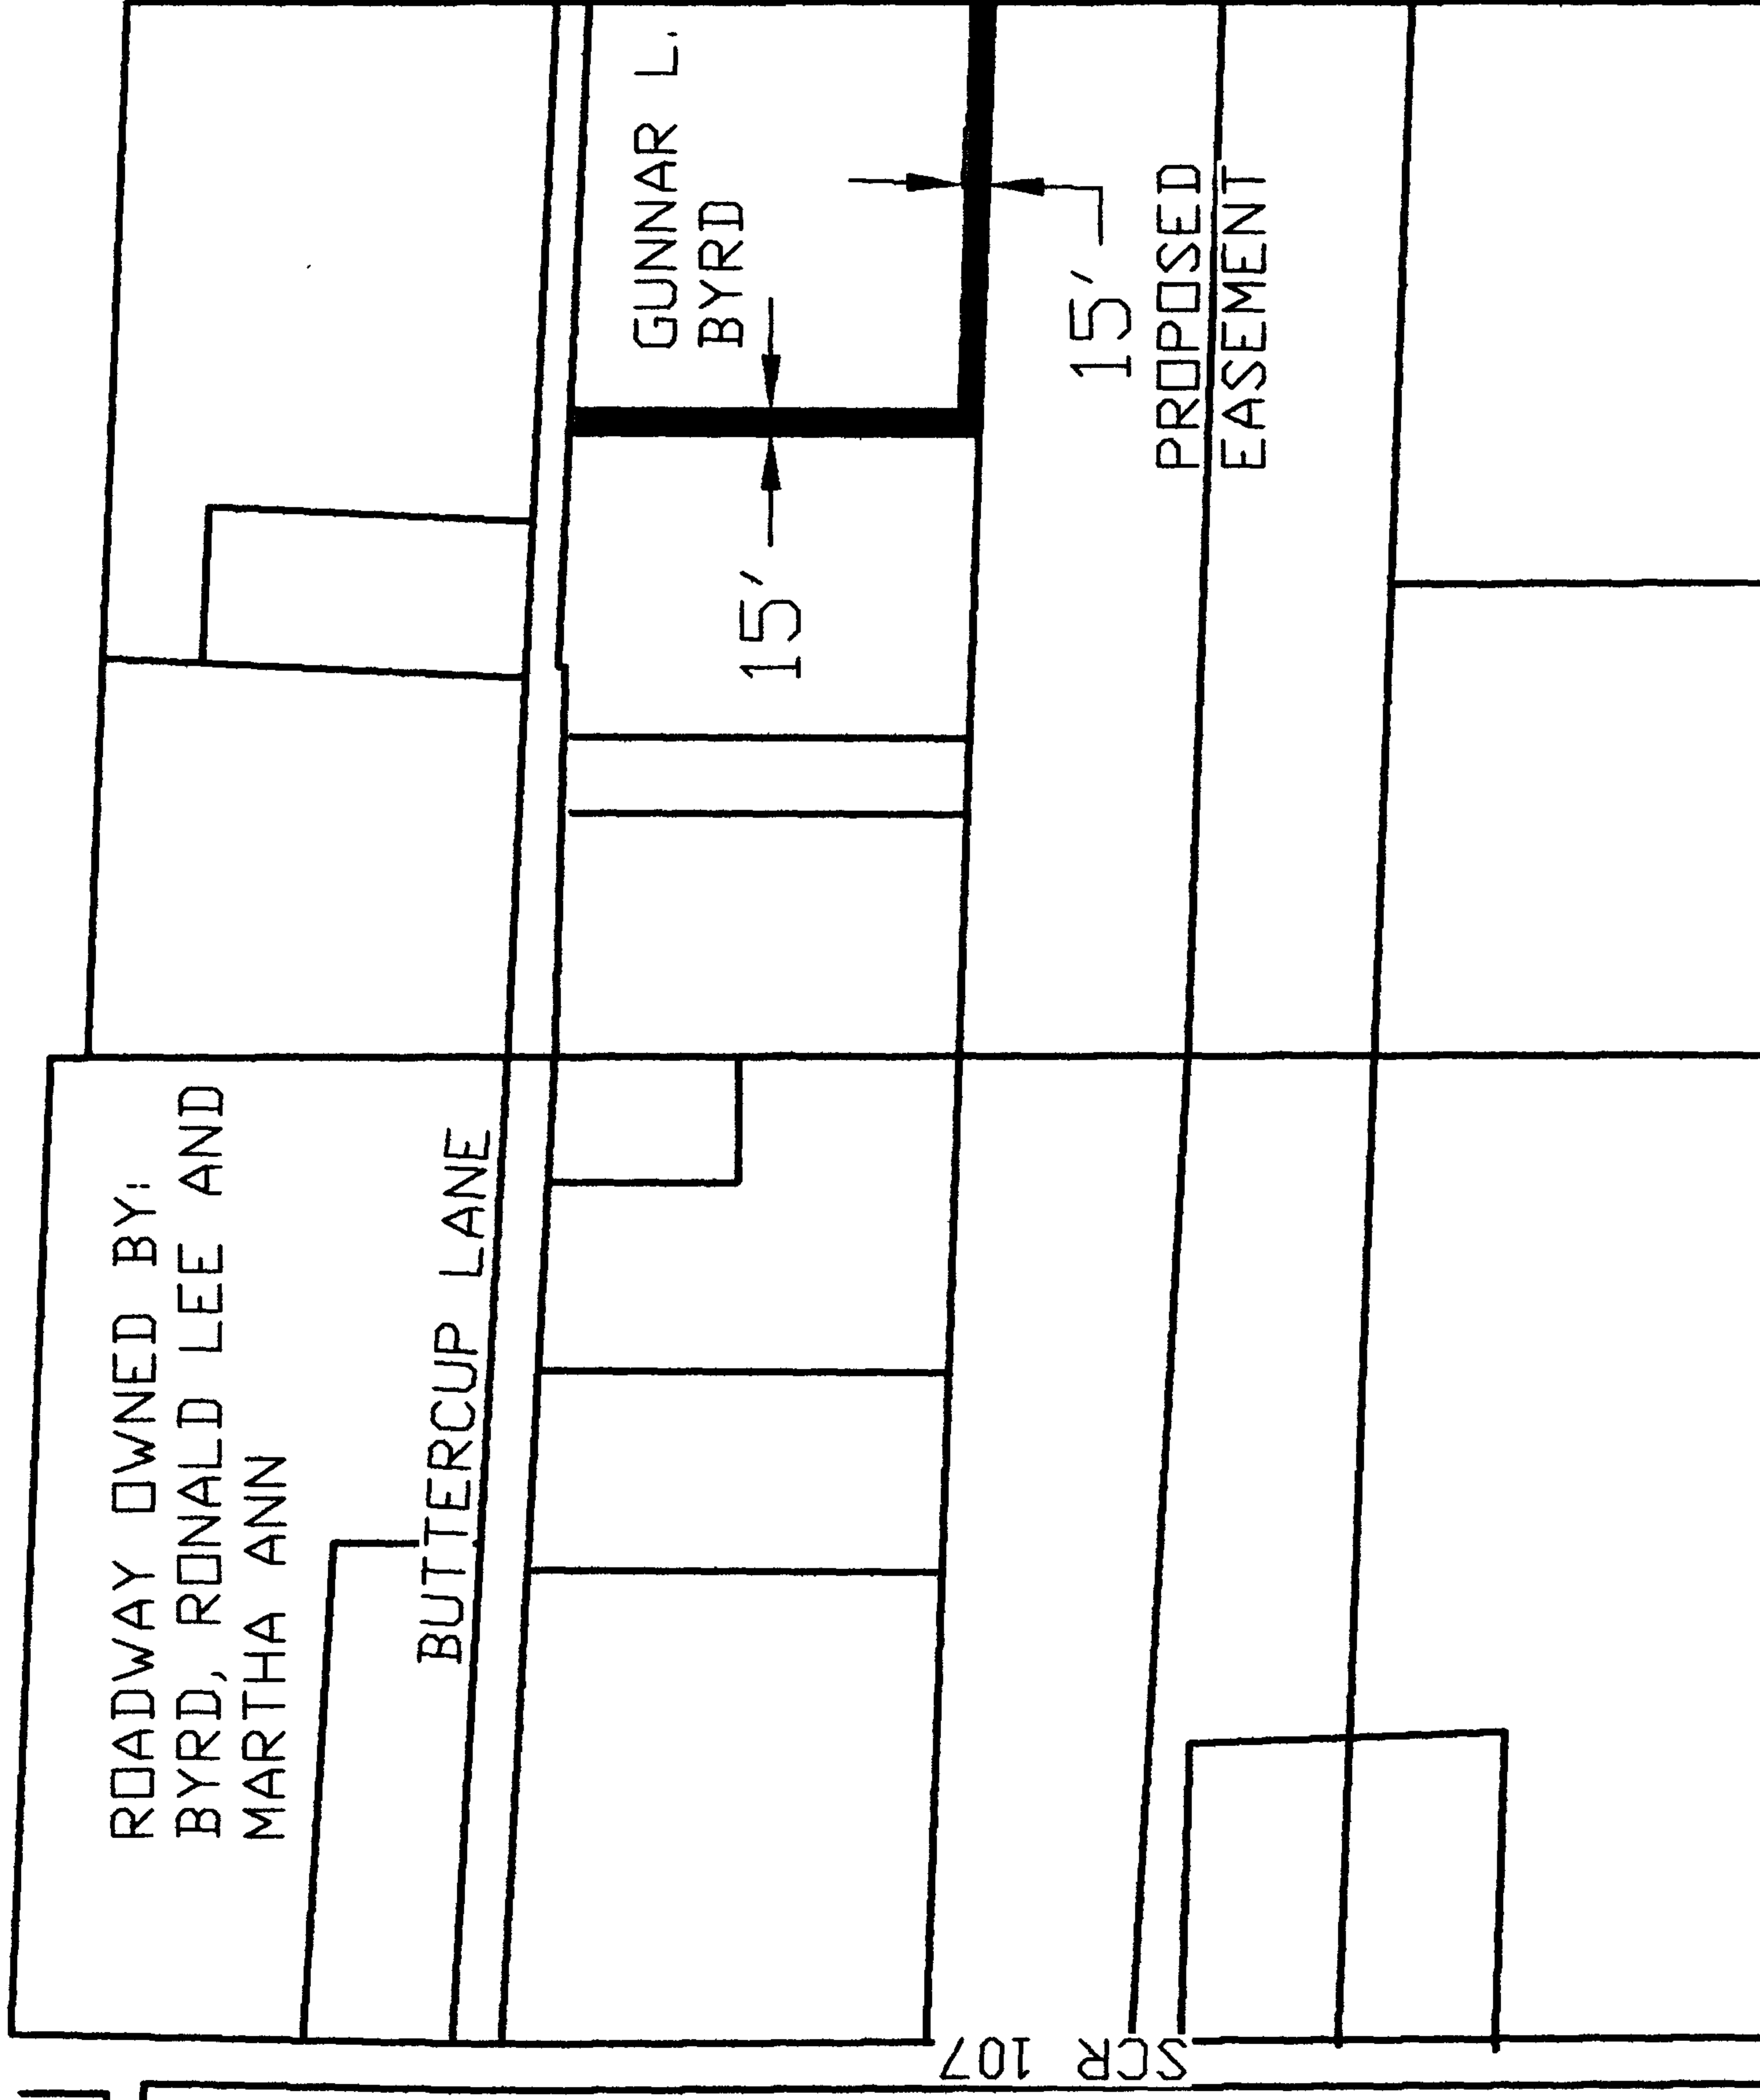 ROADWAY OWNED BY:
BYRD, RONALD LEE AND
MARTHA ANN
BUTTERCUP LANE
GUNNAR L.
BYRD
15'
15'
PROPOSED
EASEMENT
SCR 107